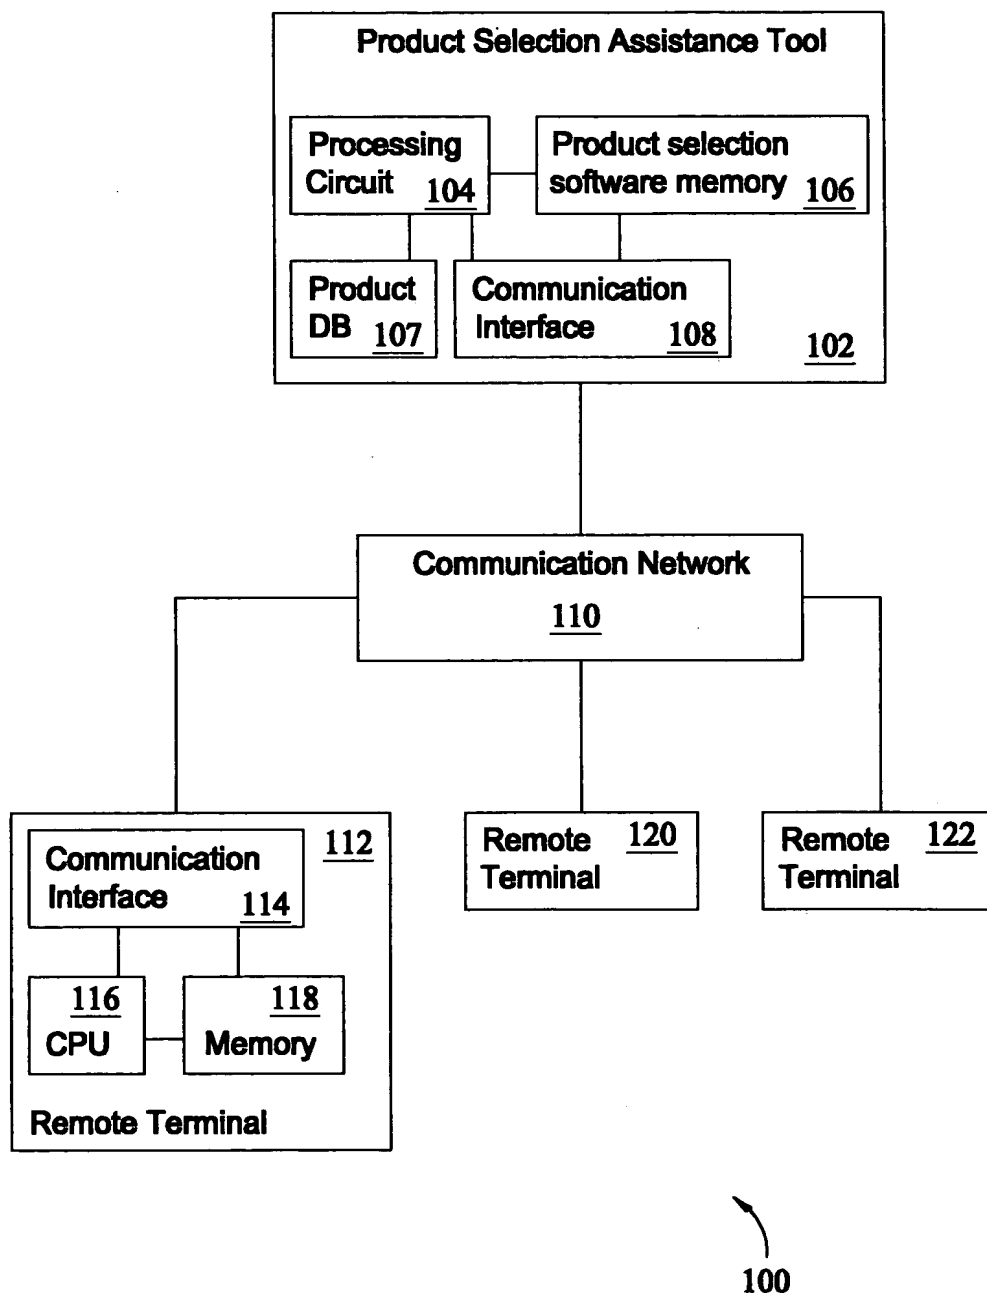 Product Selection Assistance Tool
Processing
Circuit 104
Product selection
software memory 106
Product
DB 107
Communication
Interface 108
102
Communication Network
110
112
Communication
Interface 114
116
CPU
118
Memory
Remote Terminal
Remote 120
Terminal
Remote 122
Terminal
100